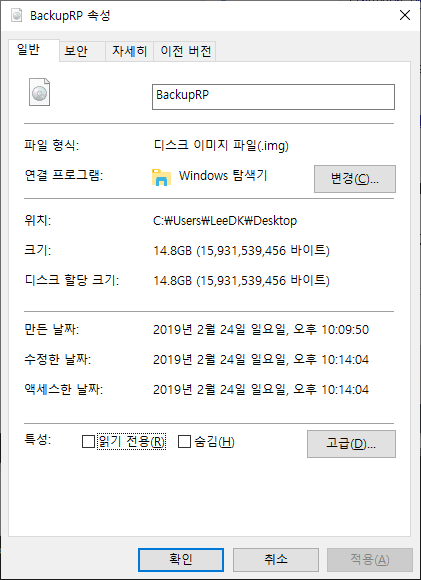 BackupRP 속성
일반 보안 자세히 이전 버전
BackupRP
파일 형식: 디스크 이미지 파일(.img)
연결 프로그램: Windows 탐색기 변경(C)...
위치: C:₩Users₩LeeDK₩Desktop
크기: 14.8GB (15,931,539,456 바이트)
디스크 할당 크기: 14.8GB (15,931,539,456 바이트)
만든 날짜: 2019년 2월 24일 일요일, 오후 10:09:50
수정한 날짜: 2019년 2월 24일 일요일, 오후 10:14:04
액세스한 날짜: 2019년 2월 24일 일요일, 오후 10:14:04
특성: 읽기 전용(R) 숨김(H) 고급(D)...
확인 취소 적용(A)